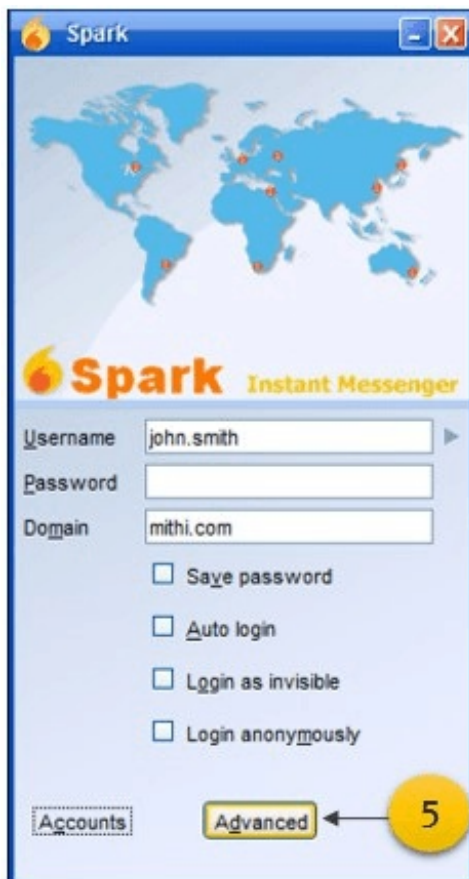 Spark
Spark Instant Messenger
Username john.smith
Password
Domain mithi.com
Save password
Auto login
Login as invisible
Login anonymously
Accounts Advanced 5